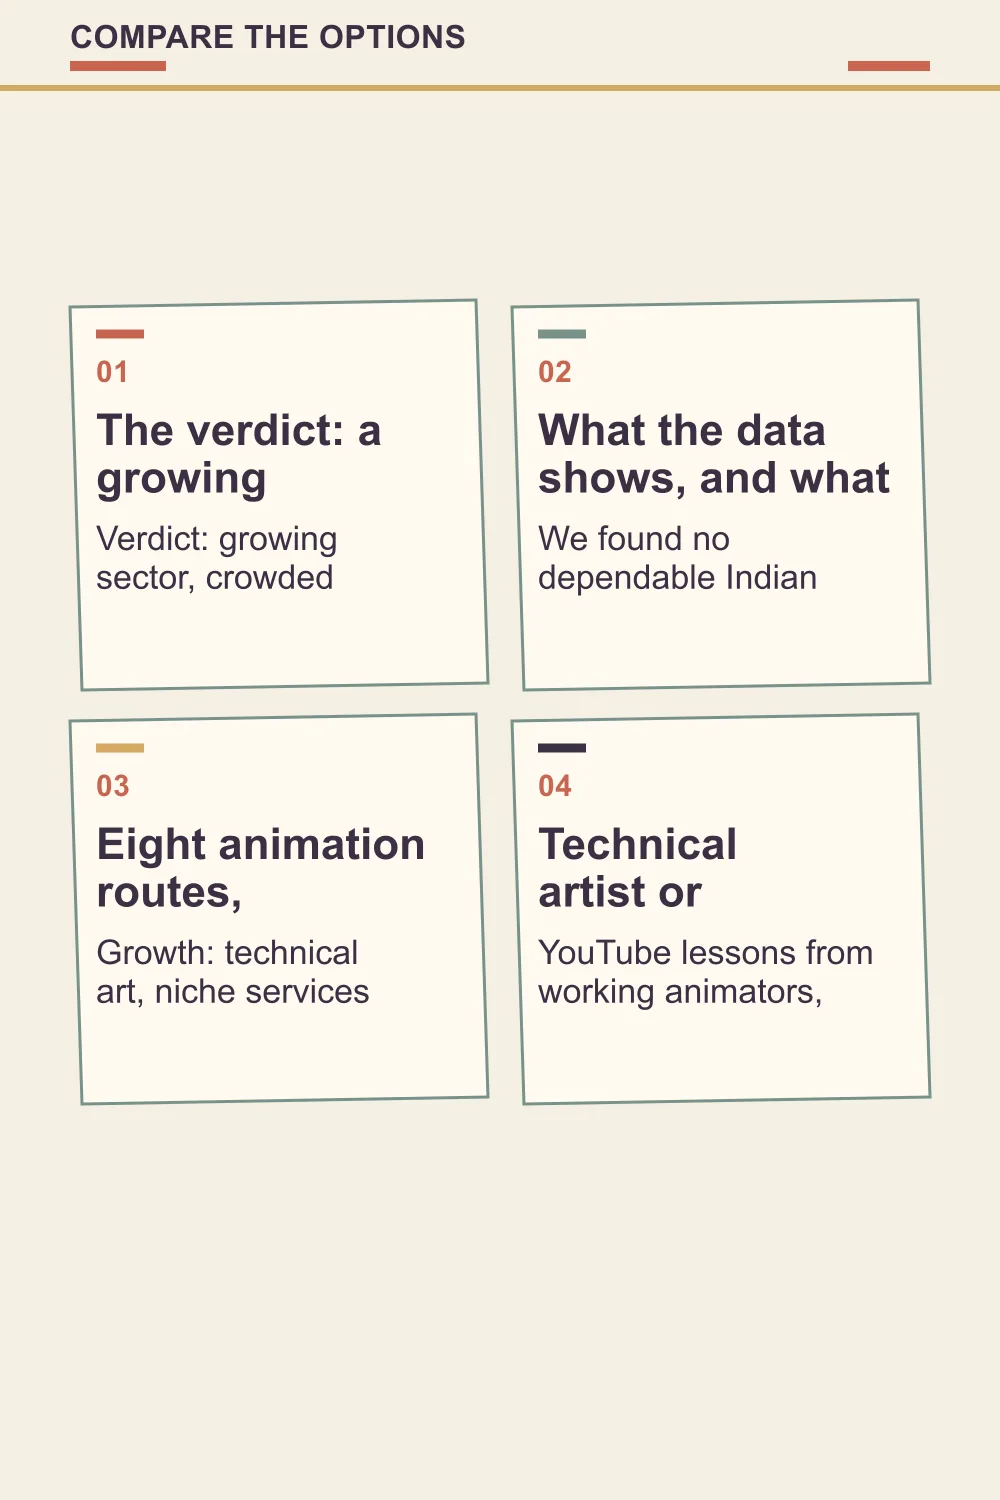 COMPARE THE OPTIONS
01
The verdict: a
growing
Verdict: growing
sector, crowded
02
What the data
shows, and what
We found no
dependable Indian
03
Eight animation
routes,
Growth: technical
art, niche services
04
Technical
artist or
YouTube lessons from
working animators,